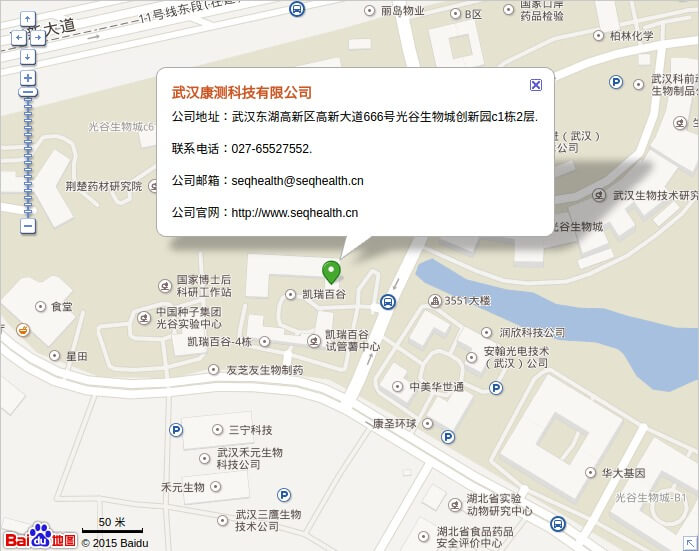 11号线东段(在建)
新大道
丽岛物业
B区
国家口岸
药品检验
柏林化学
武汉科前动
生物制品
光谷生物城c6
荆楚药材研究院
武汉康测科技有限公司
公司地址：武汉东湖高新区高新大道666号光谷生物城创新园c1栋2层.
联系电话：027-65527552.
公司邮箱：seqhealth@seqhealth.cn
公司官网：http://www.seqhealth.cn
（武汉）
公司
武汉生物技术研究
光谷生物城
国家博士后
科研工作站
凯瑞百谷
3551大楼
食堂
中国种子集团
光谷实验中心
凯瑞百谷-4栋
凯瑞百谷
试管薯中心
润欣科技公司
安翰光电技术
（武汉）公司
星田
友芝友生物制药
中美华世通
P
康圣环球
P
P
三宁科技
武汉禾元生物
科技公司
禾元生物
P
武汉三鹰生物
技术公司
华大基因
光谷生物城-B1
湖北省实验
动物研究中心
湖北省食品药品
安全评价中心
P
50 米
Bai du 地图
© 2015 Baidu